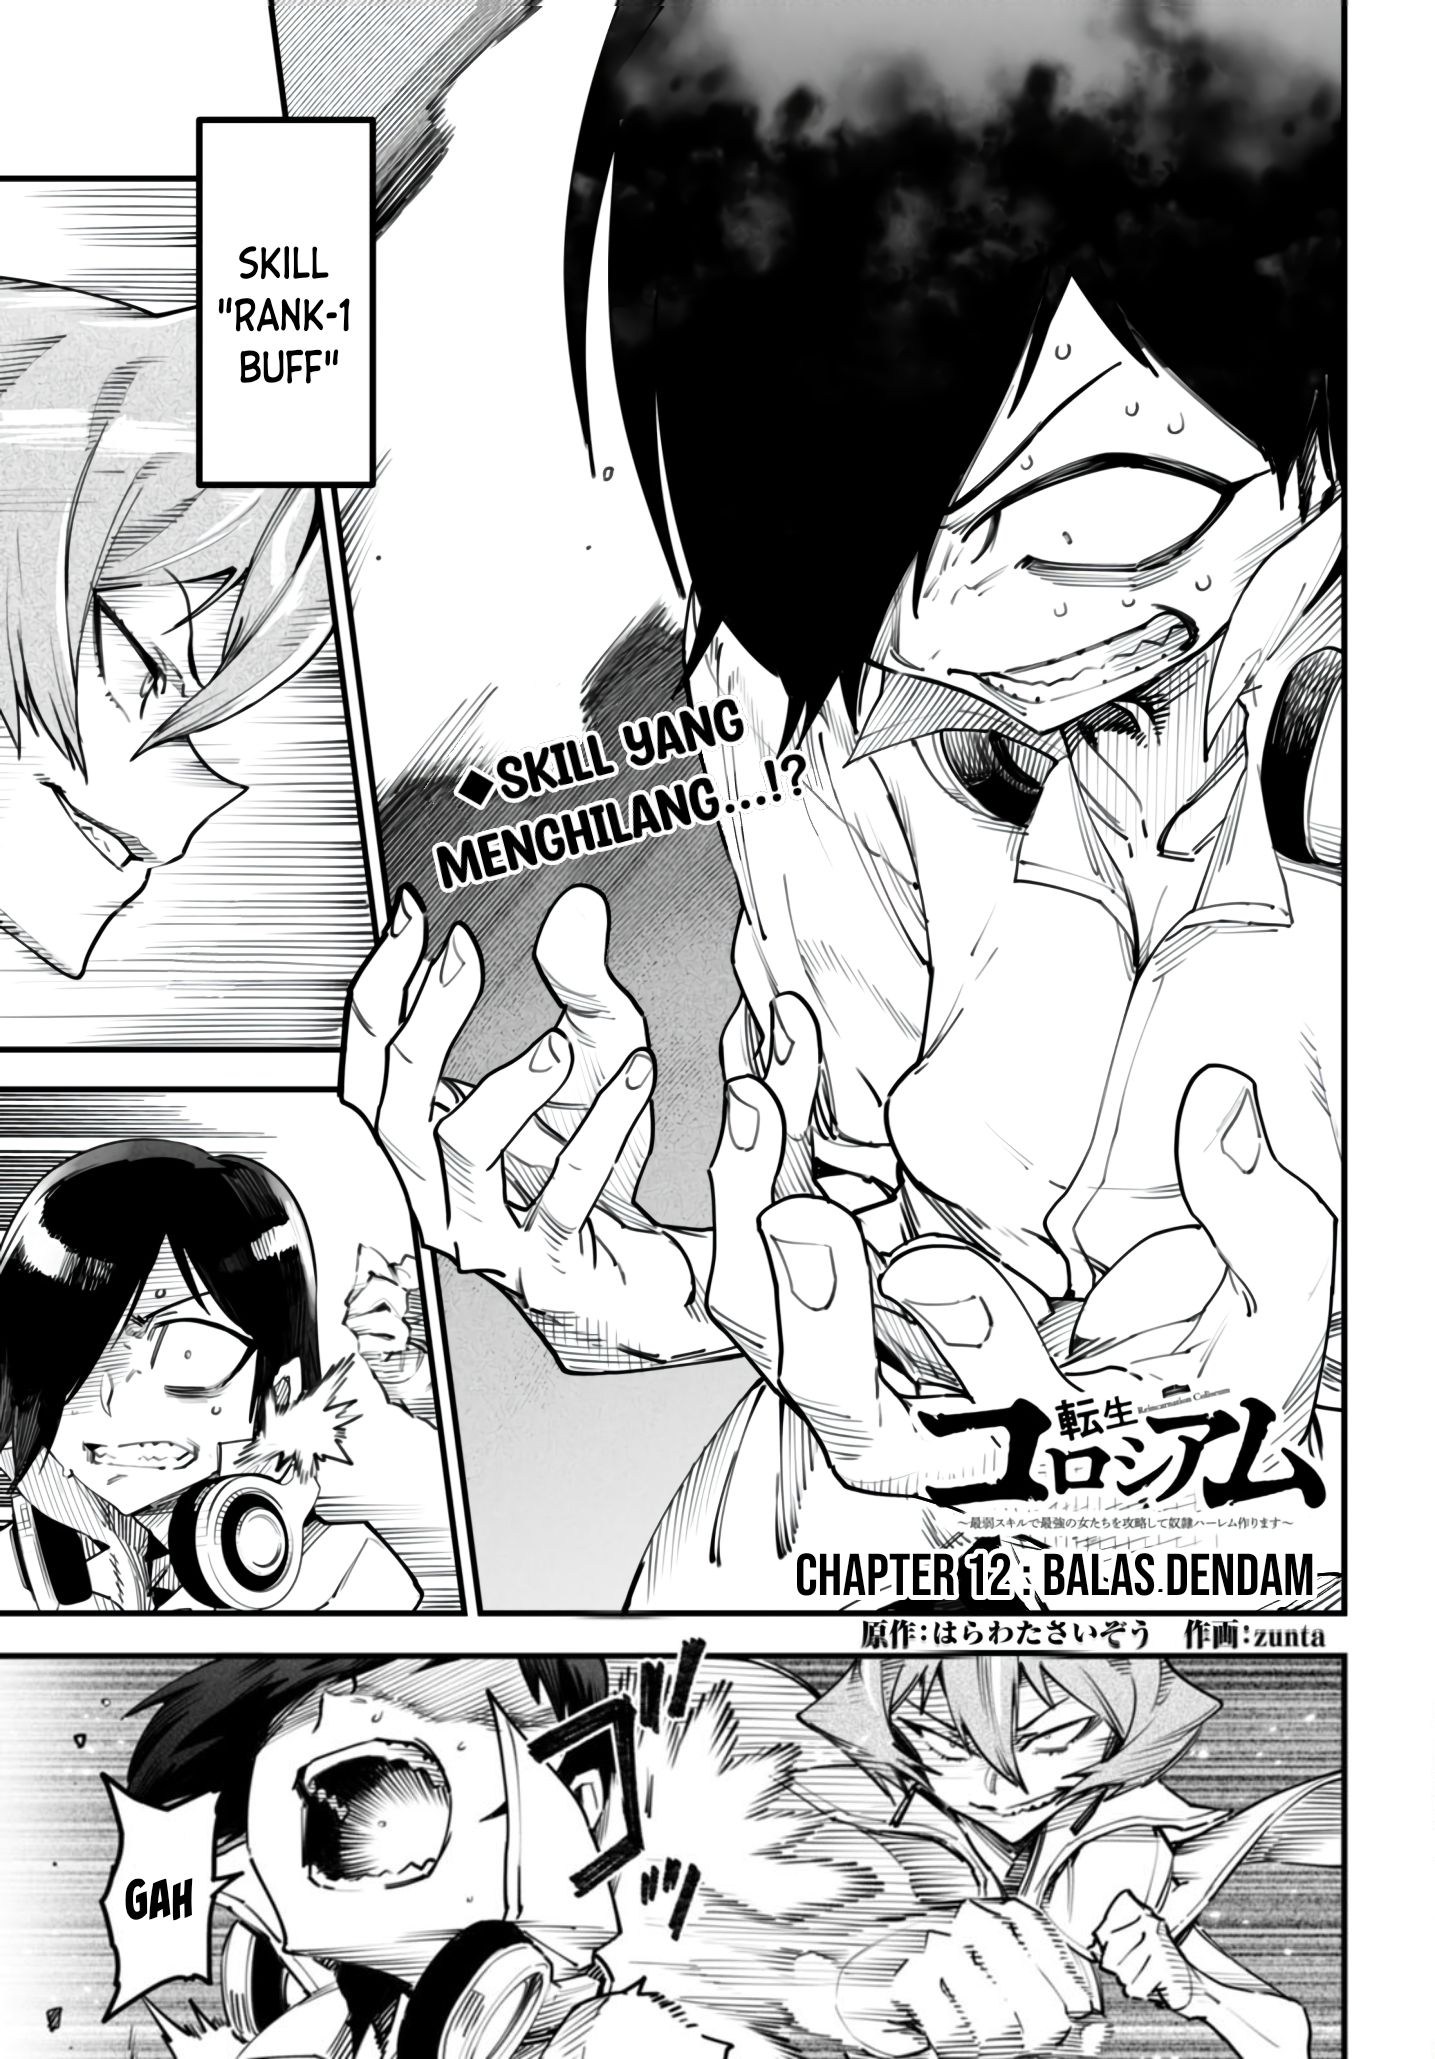 SKILL
"RANK-1
BUFF"
◆SKILL YANG
MENGHILANG...!?
Reincarnation Coliseum
転生
コロシアム
～最弱スキルで最強の女たちを攻略して奴隷ハーレム作ります～
CHAPTER 12 : BALAS DENDAM
原作：はらわたさいぞう 作画：zunta
GAH